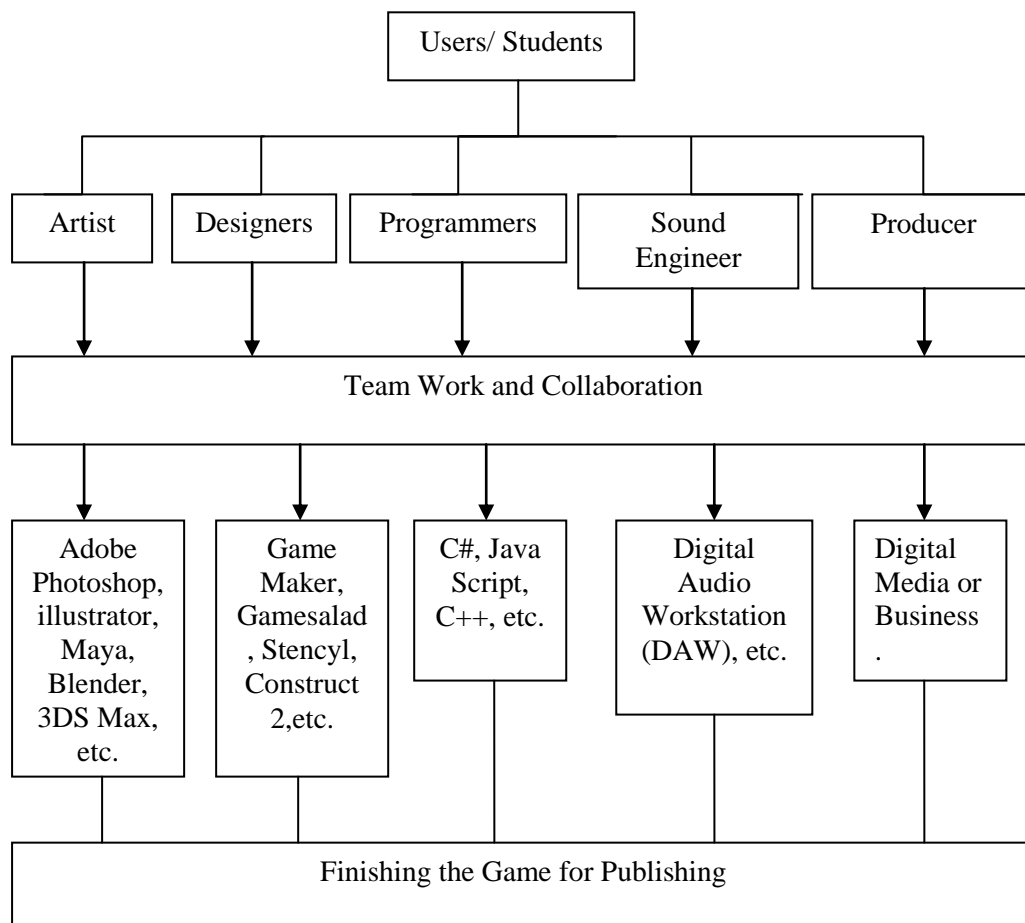 Users/ Students
Artist
Designers
Programmers
Sound
Engineer
Producer
Team Work and Collaboration
Adobe
Photoshop,
illustrator,
Maya,
Blender,
3DS Max,
etc.
Game
Maker,
Gamesalad
, Stencyl,
Construct
2,etc.
C#, Java
Script,
C++, etc.
Digital
Audio
Workstation
(DAW), etc.
Digital
Media or
Business
.
Finishing the Game for Publishing